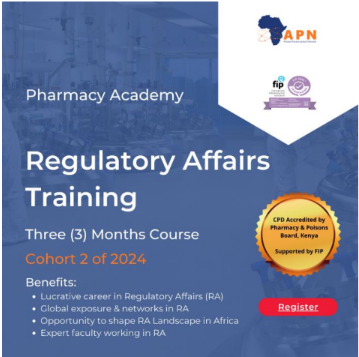 APN
fip
Pharmacy Academy
Regulatory Affairs
Training
Three (3) Months Course
Cohort 2 of 2024
Benefits:
• Lucrative career in Regulatory Affairs (RA)
• Global exposure & networks in RA
• Opportunity to shape RA Landscape in Africa
• Expert faculty working in RA
CPD Accredited by
Pharmacy & Poisons
Board, Kenya
Supported by FIP
Register